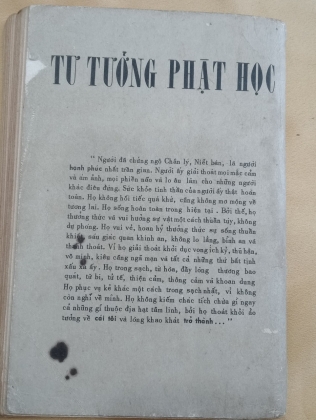 TƯ TƯỞNG PHẬT HỌC
" Người đã chứng ngộ Chân lý, Niết bàn, là người
hạnh phúc nhất trần gian. Người ấy giải thoát mọi mặc cảm
và ám ảnh, mọi phiền não và lo âu làm cho những người
khác điêu đứng. Sức khỏe tinh thần của người ấy thật hoàn
toàn. Họ không hối tiếc quá khứ, cũng không mơ mộng về
tương lai. Họ sống hoàn toàn trong hiện tại . Bởi thế, họ
thưởng thức và vui hưởng sự vật một cách thuần túy, không
dự phóng. Họ vui vẻ, hoan hỷ thưởng thức sự sống thuần
khiết, các giác quan khinh an, không lo lắng, bình an và
thanh thoát. Vì họ giải thoát khỏi dục vọng ích kỷ, thù hằn,
vô minh, kiêu căng ngã mạn và tất cả những thứ bất tịnh
xấu xa ấy. Họ trong sạch, từ hòa, đầy lòng thương bao
quát, từ bi, tử tế, thiện cảm, thông cảm và khoan dung
Họ phục vụ kẻ khác một cách trong sạch nhất, vì không
còn nghĩ về mình. Họ không kiếm chác tích chứa gì ngay
cả những gì thuộc địa hạt tâm linh, bởi họ thoát khỏi ảo
tưởng về cái tôi và lòng khao khát trở thành... "